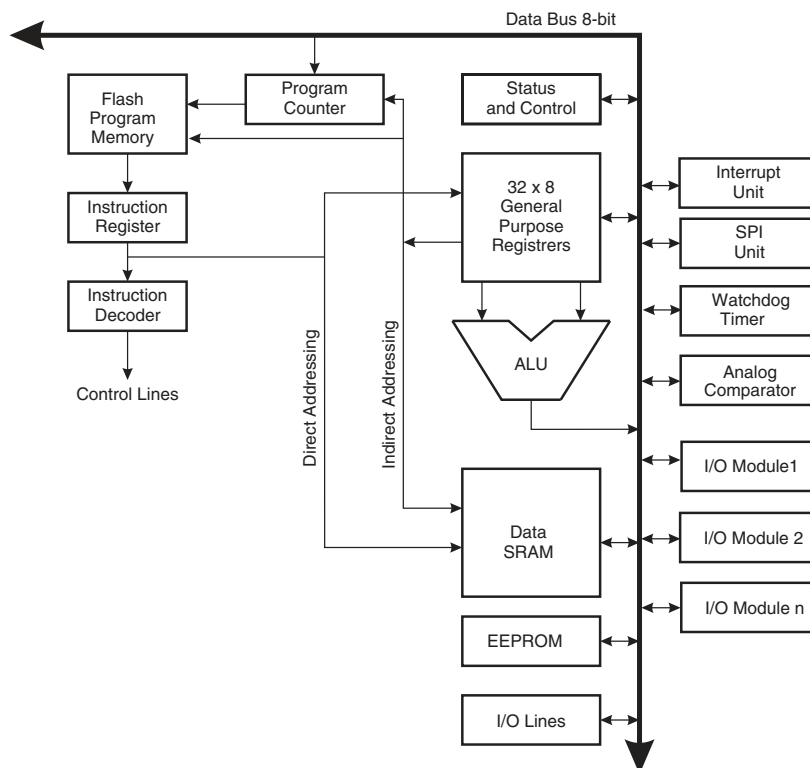 Data Bus 8-bit
Flash
Program
Memory
Program
Counter
Status
and Control
Instruction
Register
32 x 8
General
Purpose
Registrers
Interrupt
Unit
SPI
Unit
Instruction
Decoder
Watchdog
Timer
ALU
Analog
Comparator
Control Lines
Direct Addressing
Indirect Addressing
I/O Module1
Data
SRAM
I/O Module 2
I/O Module n
EEPROM
I/O Lines